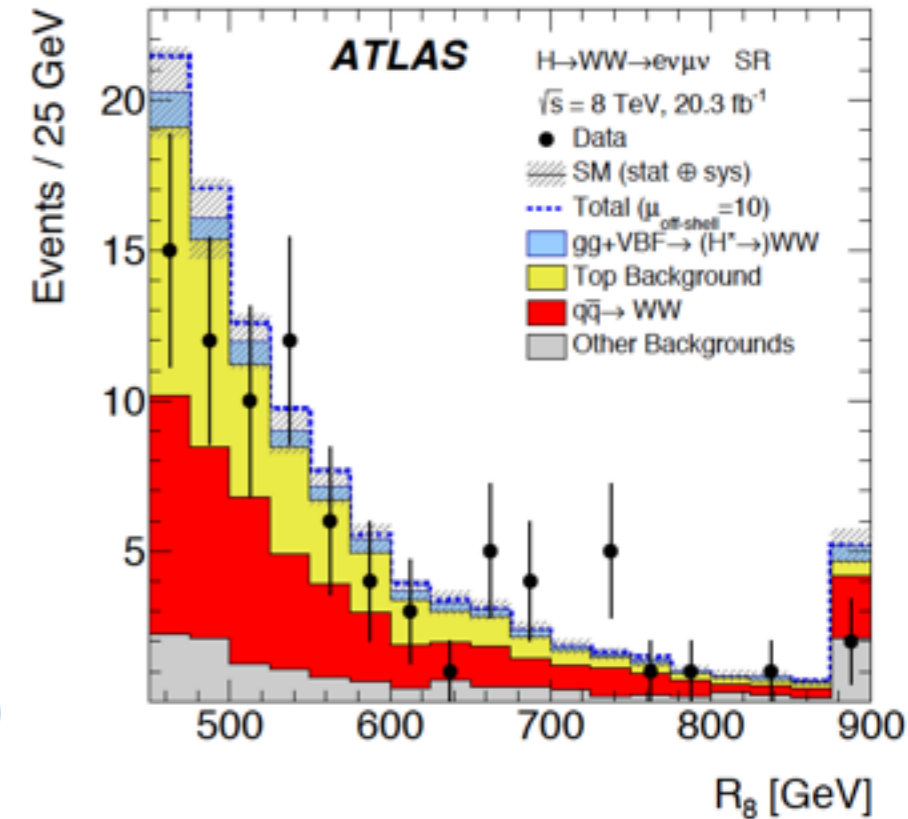 ATLAS
H→WW→eνμν SR
√s = 8 TeV, 20.3 fb⁻¹
Data
SM (stat ⊕ sys)
Total (μ_off-shell=10)
gg+VBF→ (H*→)WW
Top Background
qq̅→ WW
Other Backgrounds
Events / 25 GeV
20
15
10
5
500 600 700 800 900
R₈ [GeV]